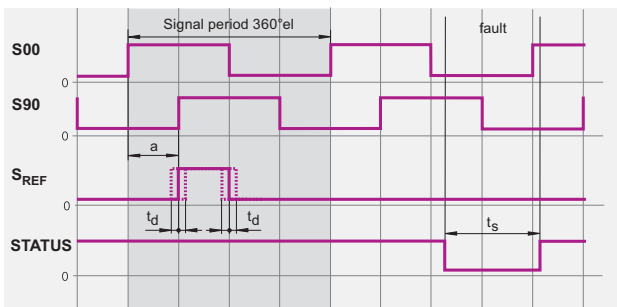 Signal period 360°el
fault
S00
0
S90
0
a
SREF
0
td
td
ts
STATUS
0